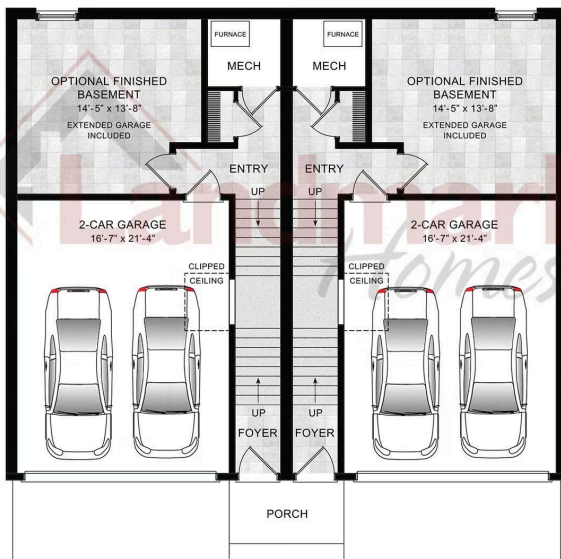 FURNACE
MECH
FURNACE
MECH
OPTIONAL FINISHED
BASEMENT
14'-5" x 13'-8"
EXTENDED GARAGE
INCLUDED
OPTIONAL FINISHED
BASEMENT
14'-5" x 13'-8"
EXTENDED GARAGE
INCLUDED
ENTRY
ENTRY
UP
UP
Landmark
Homes
2-CAR GARAGE
16'-7" x 21'-4"
2-CAR GARAGE
16'-7" x 21'-4"
CLIPPED
CEILING
CLIPPED
CEILING
UP
UP
FOYER
FOYER
PORCH